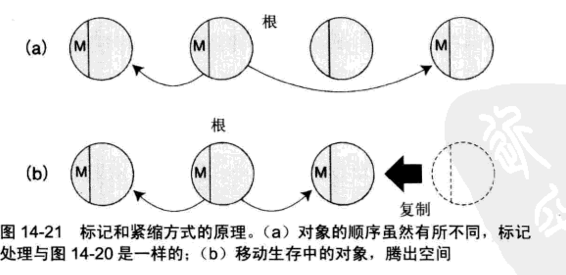 根
(a) M M M
根
(b) M M M
复制
图 14-21 标记和紧缩方式的原理。(a) 对象的顺序虽然有所不同,标记
处理与图 14-20 是一样的;(b) 移动生存中的对象,腾出空间